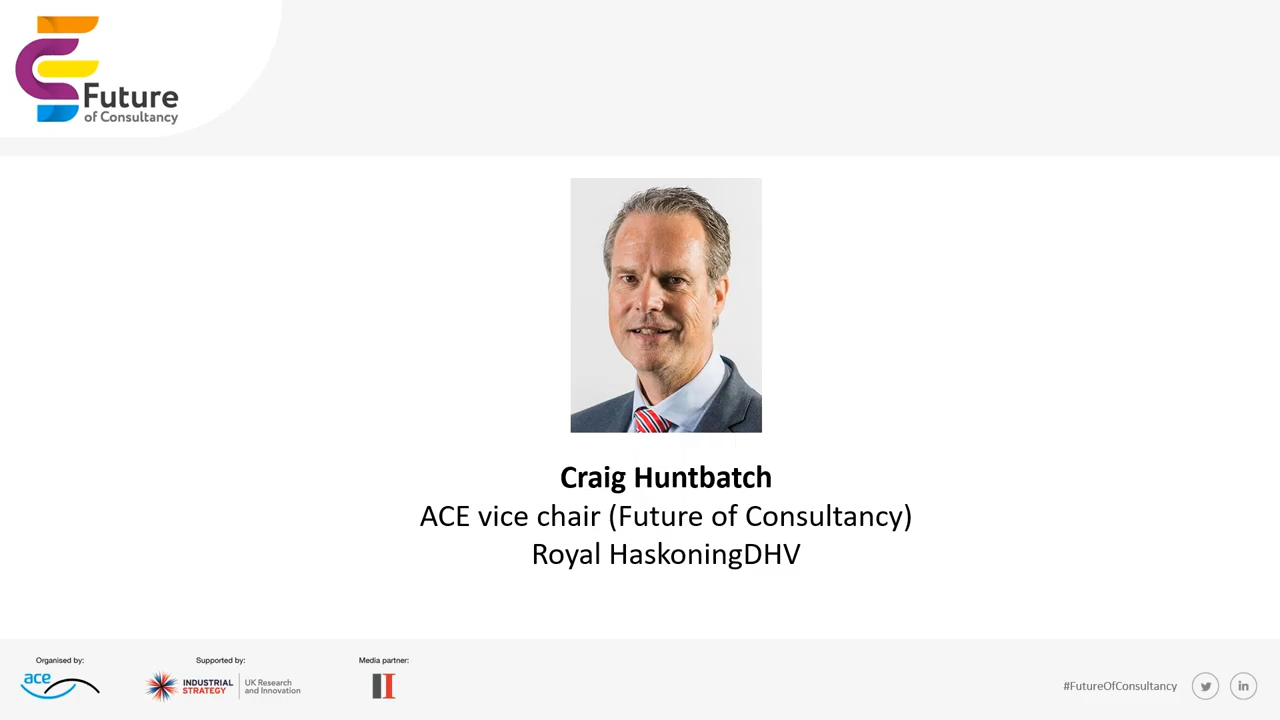 Future
of Consultancy
Craig Huntbatch
ACE vice chair (Future of Consultancy)
Royal HaskoningDHV
Organised by:
Supported by:
Media partner:
ace
INDUSTRIAL
STRATEGY
UK Research
and Innovation
#FutureOfConsultancy
in